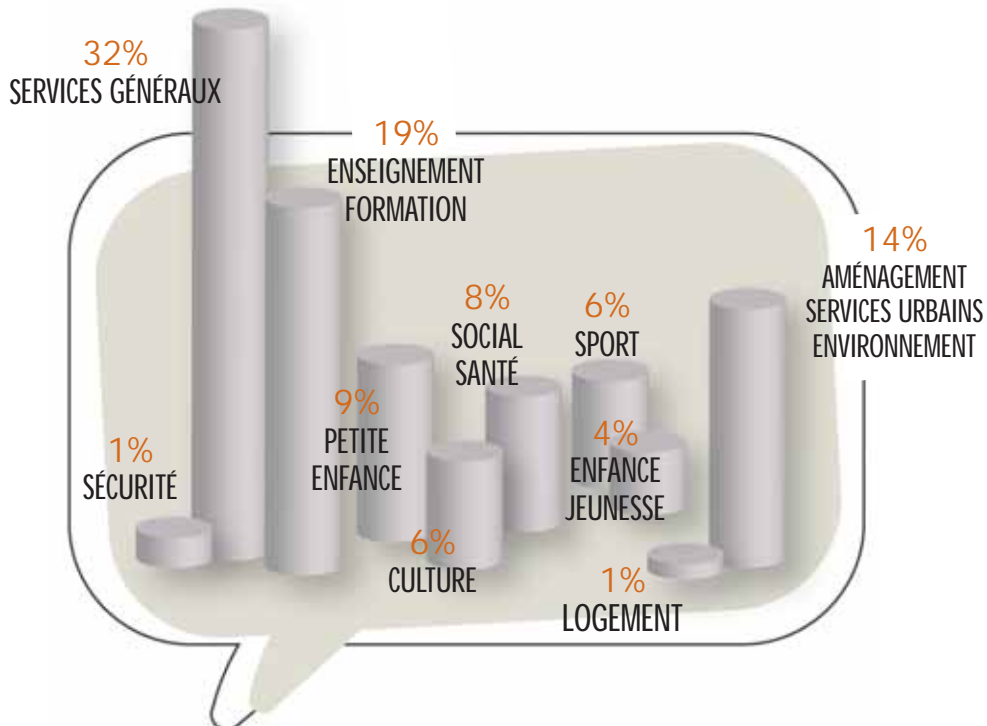 32%
SERVICES GÉNÉRAUX
19%
ENSEIGNEMENT
FORMATION
14%
AMÉNAGEMENT
SERVICES URBAINS
ENVIRONNEMENT
8%
SOCIAL
SANTÉ
6%
SPORT
9%
PETITE
ENFANCE
4%
ENFANCE
JEUNESSE
1%
SÉCURITÉ
6%
CULTURE
1%
LOGEMENT